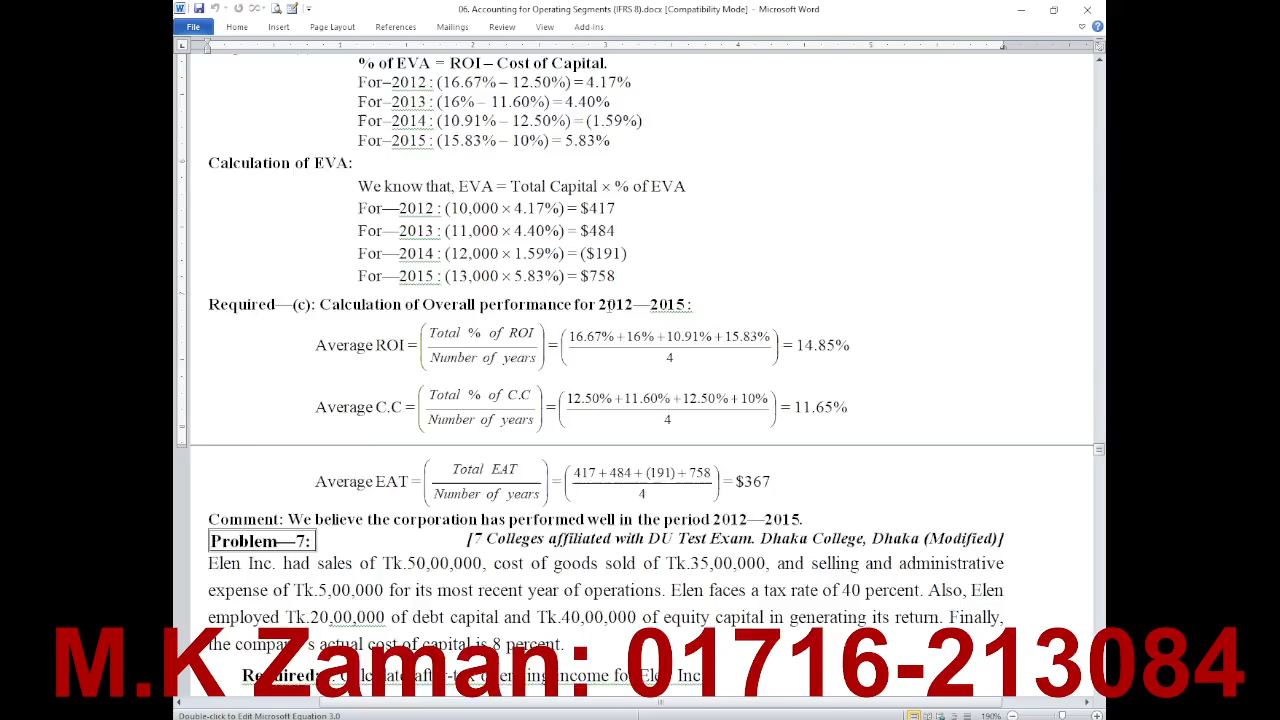 06. Accounting for Operating Segments (IFRS 8).docx [Compatibility Mode] - Microsoft Word
File Home Insert Page Layout References Mailings Review View Add-Ins
% of EVA = ROI – Cost of Capital.
For–2012: (16.67% – 12.50%) = 4.17%
For–2013: (16% – 11.60%) = 4.40%
For–2014: (10.91% – 12.50%) = (1.59%)
For–2015: (15.83% – 10%) = 5.83%
Calculation of EVA:
We know that, EVA = Total Capital × % of EVA
For—2012: (10,000 × 4.17%) = $417
For—2013: (11,000 × 4.40%) = $484
For—2014: (12,000 × 1.59%) = ($191)
For—2015: (13,000 × 5.83%) = $758
Required—(c): Calculation of Overall performance for 2012—2015:
Average ROI = (Total % of ROI / Number of years) = (16.67% + 16% + 10.91% + 15.83% / 4) = 14.85%
Average C.C = (Total % of C.C / Number of years) = (12.50% + 11.60% + 12.50% + 10% / 4) = 11.65%
Average EAT = (Total EAT / Number of years) = (417 + 484 + (191) + 758 / 4) = $367
Comment: We believe the corporation has performed well in the period 2012—2015.
Problem—7: [7 Colleges affiliated with DU Test Exam. Dhaka College, Dhaka (Modified)]
Elen Inc. had sales of Tk.50,00,000, cost of goods sold of Tk.35,00,000, and selling and administrative
expense of Tk.5,00,000 for its most recent year of operations. Elen faces a tax rate of 40 percent. Also, Elen
employed Tk.20,00,000 of debt capital and Tk.40,00,000 of equity capital in generating its return. Finally,
the company's actual cost of capital is 8 percent.
Required: Calculate after-tax operating income for Elen Inc.
M.K Zaman: 01716-213084
Double-click to Edit Microsoft Equation 3.0
190%